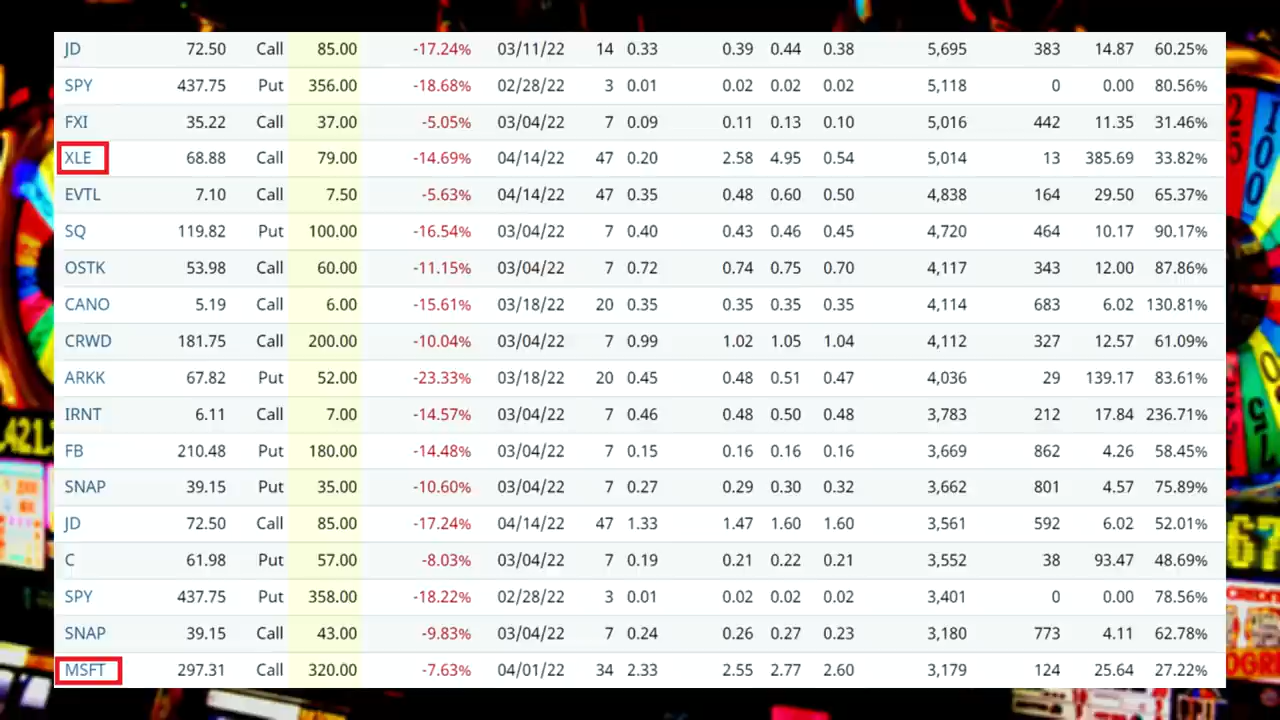 JD 72.50 Call 85.00 -17.24% 03/11/22 14 0.33 0.39 0.44 0.38 5,695 383 14.87 60.25%
SPY 437.75 Put 356.00 -18.68% 02/28/22 3 0.01 0.02 0.02 0.02 5,118 0 0.00 80.56%
FXI 35.22 Call 37.00 -5.05% 03/04/22 7 0.09 0.11 0.13 0.10 5,016 442 11.35 31.46%
XLE 68.88 Call 79.00 -14.69% 04/14/22 47 0.20 2.58 4.95 0.54 5,014 13 385.69 33.82%
EVTL 7.10 Call 7.50 -5.63% 04/14/22 47 0.35 0.48 0.60 0.50 4,838 164 29.50 65.37%
SQ 119.82 Put 100.00 -16.54% 03/04/22 7 0.40 0.43 0.46 0.45 4,720 464 10.17 90.17%
OSTK 53.98 Call 60.00 -11.15% 03/04/22 7 0.72 0.74 0.75 0.70 4,117 343 12.00 87.86%
CANO 5.19 Call 6.00 -15.61% 03/18/22 20 0.35 0.35 0.35 0.35 4,114 683 6.02 130.81%
CRWD 181.75 Call 200.00 -10.04% 03/04/22 7 0.99 1.02 1.05 1.04 4,112 327 12.57 61.09%
ARKK 67.82 Put 52.00 -23.33% 03/18/22 20 0.45 0.48 0.51 0.47 4,036 29 139.17 83.61%
IRNT 6.11 Call 7.00 -14.57% 03/04/22 7 0.46 0.48 0.50 0.48 3,783 212 17.84 236.71%
FB 210.48 Put 180.00 -14.48% 03/04/22 7 0.15 0.16 0.16 0.16 3,669 862 4.26 58.45%
SNAP 39.15 Put 35.00 -10.60% 03/04/22 7 0.27 0.29 0.30 0.32 3,662 801 4.57 75.89%
JD 72.50 Call 85.00 -17.24% 04/14/22 47 1.33 1.47 1.60 1.60 3,561 592 6.02 52.01%
C 61.98 Put 57.00 -8.03% 03/04/22 7 0.19 0.21 0.22 0.21 3,552 38 93.47 48.69%
SPY 437.75 Put 358.00 -18.22% 02/28/22 3 0.01 0.02 0.02 0.02 3,401 0 0.00 78.56%
SNAP 39.15 Call 43.00 -9.83% 03/04/22 7 0.24 0.26 0.27 0.23 3,180 773 4.11 62.78%
MSFT 297.31 Call 320.00 -7.63% 04/01/22 34 2.33 2.55 2.77 2.60 3,179 124 25.64 27.22%